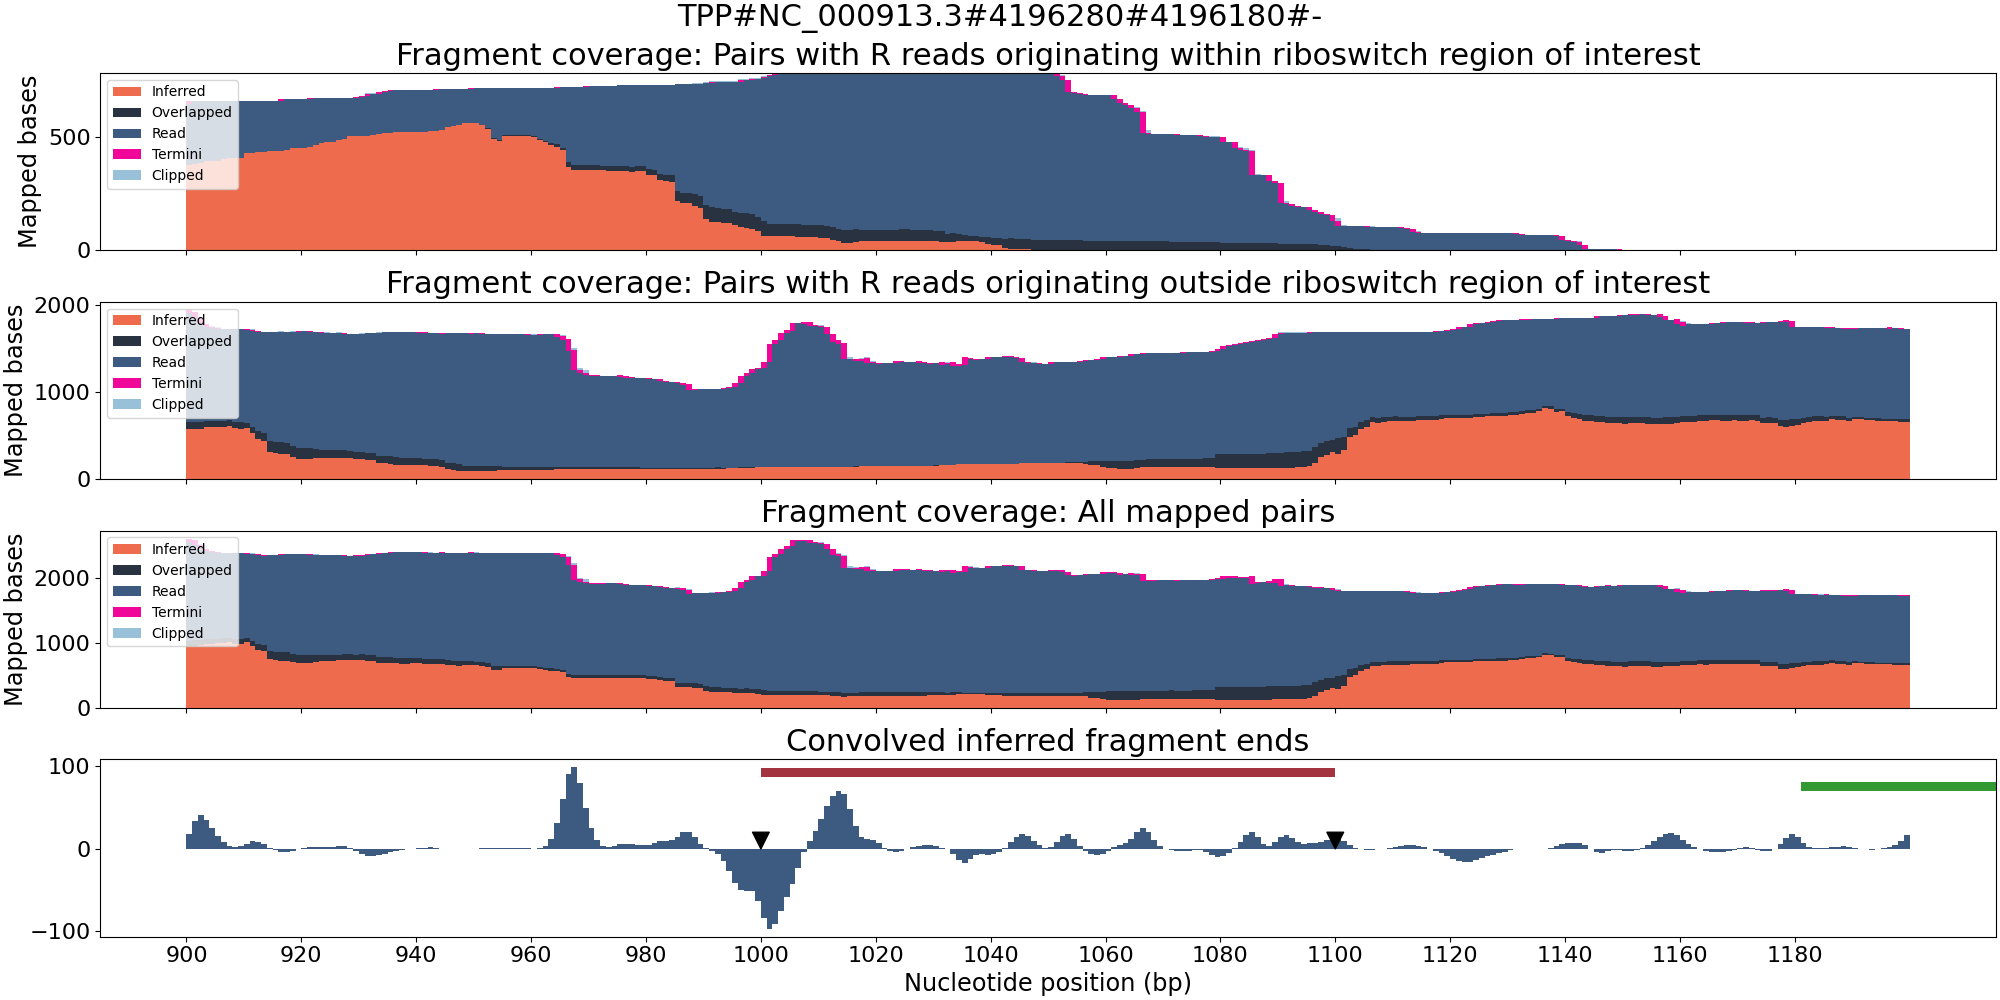 TPP#NC_000913.3#4196280#4196180#-
Fragment coverage: Pairs with R reads originating within riboswitch region of interest
Mapped bases
500
0
Inferred
Overlapped
Read
Termini
Clipped
Fragment coverage: Pairs with R reads originating outside riboswitch region of interest
Mapped bases
2000
1000
0
Inferred
Overlapped
Read
Termini
Clipped
Fragment coverage: All mapped pairs
Mapped bases
2000
1000
0
Inferred
Overlapped
Read
Termini
Clipped
Convolved inferred fragment ends
100
0
−100
900 920 940 960 980 1000 1020 1040 1060 1080 1100 1120 1140 1160 1180
Nucleotide position (bp)